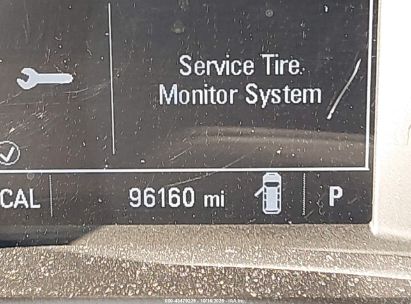 Service Tire
Monitor System
CAL
96160 mi
P